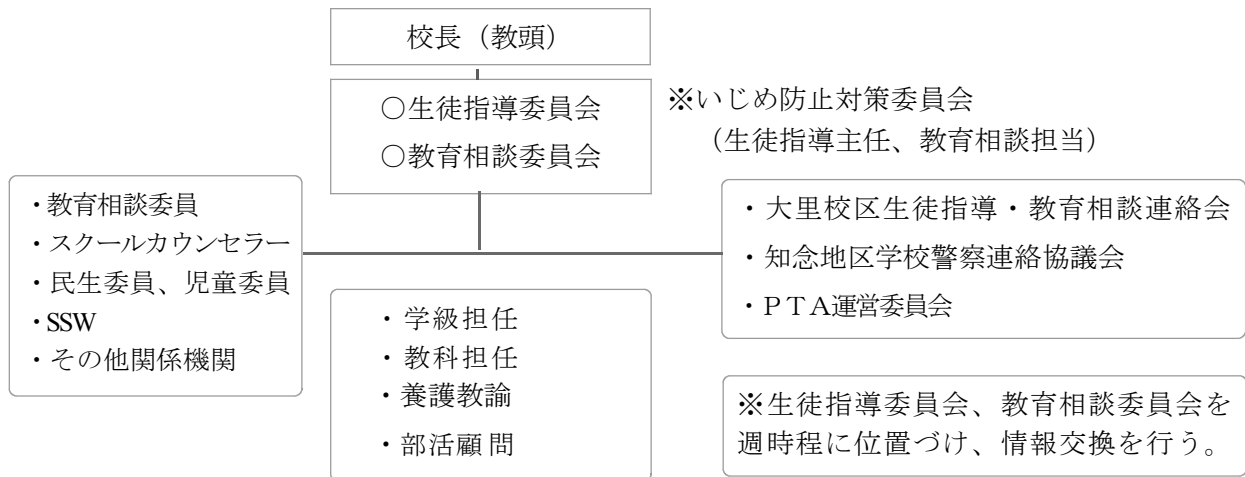 校長（教頭）
○生徒指導委員会
○教育相談委員会
※いじめ防止対策委員会
（生徒指導主任、教育相談担当）
・教育相談委員
・スクールカウンセラー
・民生委員、児童委員
・SSW
・その他関係機関
・大里校区生徒指導・教育相談連絡会
・知念地区学校警察連絡協議会
・ＰＴＡ運営委員会
・学級担任
・教科担任
・養護教諭
・部活顧問
※生徒指導委員会、教育相談委員会を
週時程に位置づけ、情報交換を行う。